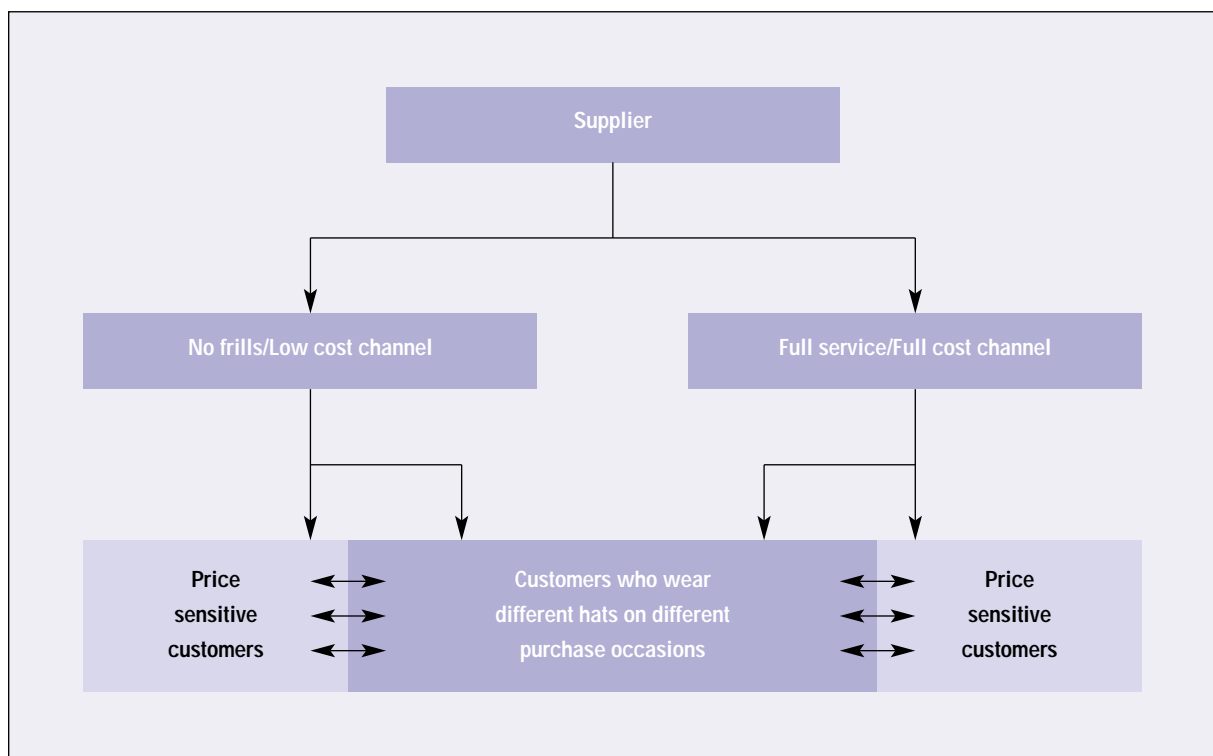 Supplier
No frills/Low cost channel
Full service/Full cost channel
Price
sensitive
customers
Customers who wear
different hats on different
purchase occasions
Price
sensitive
customers